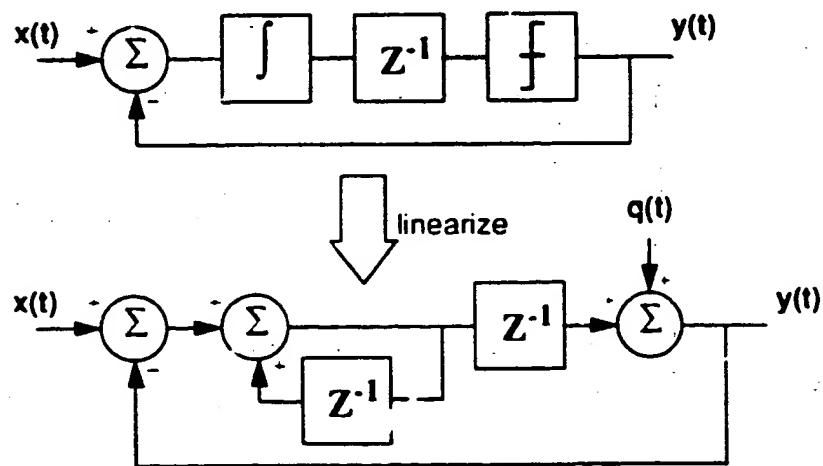 x(t) + Σ ∫ Z⁻¹ y(t)
−
linearize
q(t)
+
x(t) + Σ + Σ Z⁻¹ + Σ y(t)
− + Z⁻¹